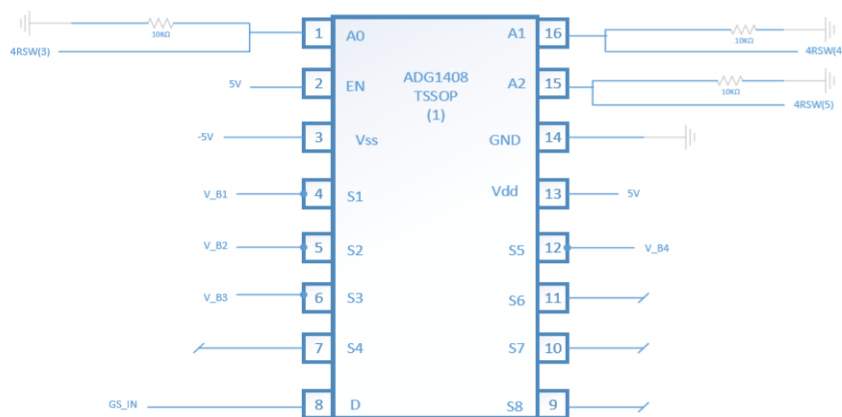 10KΩ
4RSW(3)
1 A0
5V
2 EN
-5V
3 Vss
V_B1
4 S1
V_B2
5 S2
V_B3
6 S3
7 S4
GS_IN
8 D
ADG1408
TSSOP
(1)
A1 16
10KΩ
4RSW(4
A2 15
10KΩ
4RSW(5)
GND 14
Vdd 13
5V
S5 12
V_B4
S6 11
S7 10
S8 9